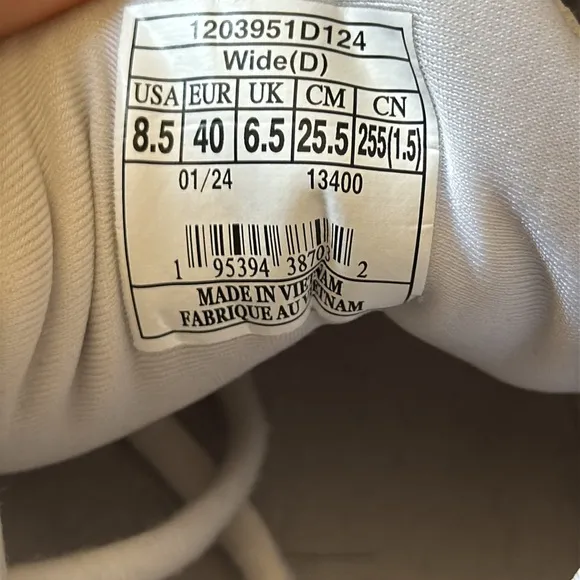 1203951D124
Wide(D)
USA EUR UK CM CN
8.5 40 6.5 25.5 255(1.5)
01/24 13400
1 95394 38703 2
MADE IN VIETNAM
FABRIQUE AU VIETNAM